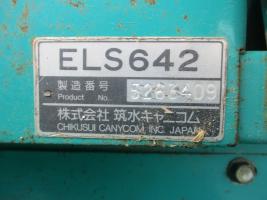 ELS642
製造番号
Product No. 5263409
株式会社 筑水キャニコム
CHIKUSUI CANYCOM, INC. JAPAN